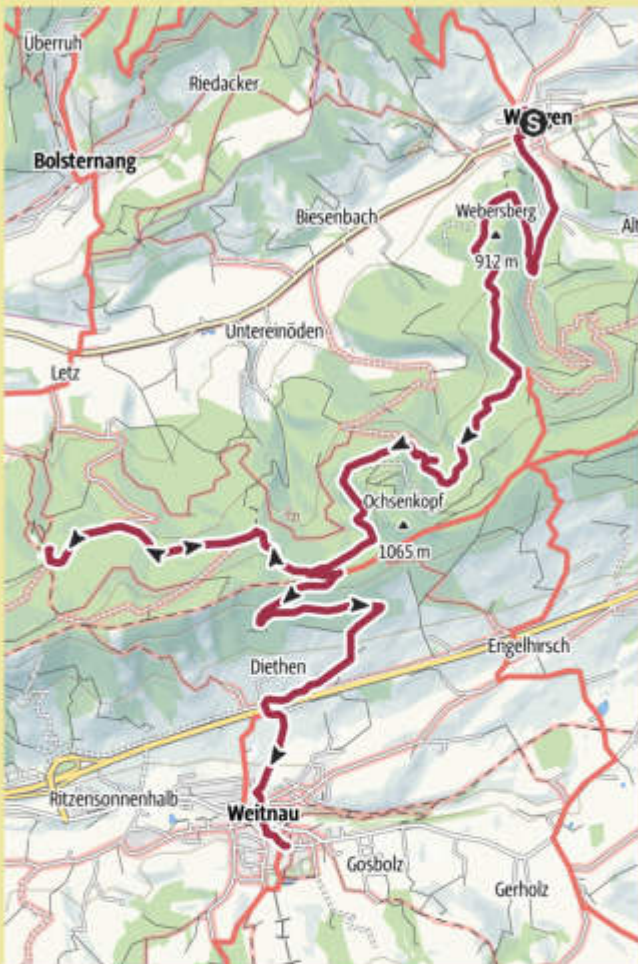 Überruh
Riedacker
S
Bolsternang
Biesenbach
Webersberg
912 m
Untereinöden
Letz
Ochsenkopf
1065 m
Engelhirsch
Diethen
Ritzensonnenhalb
Weitnau
Gosbolz
Gerholz